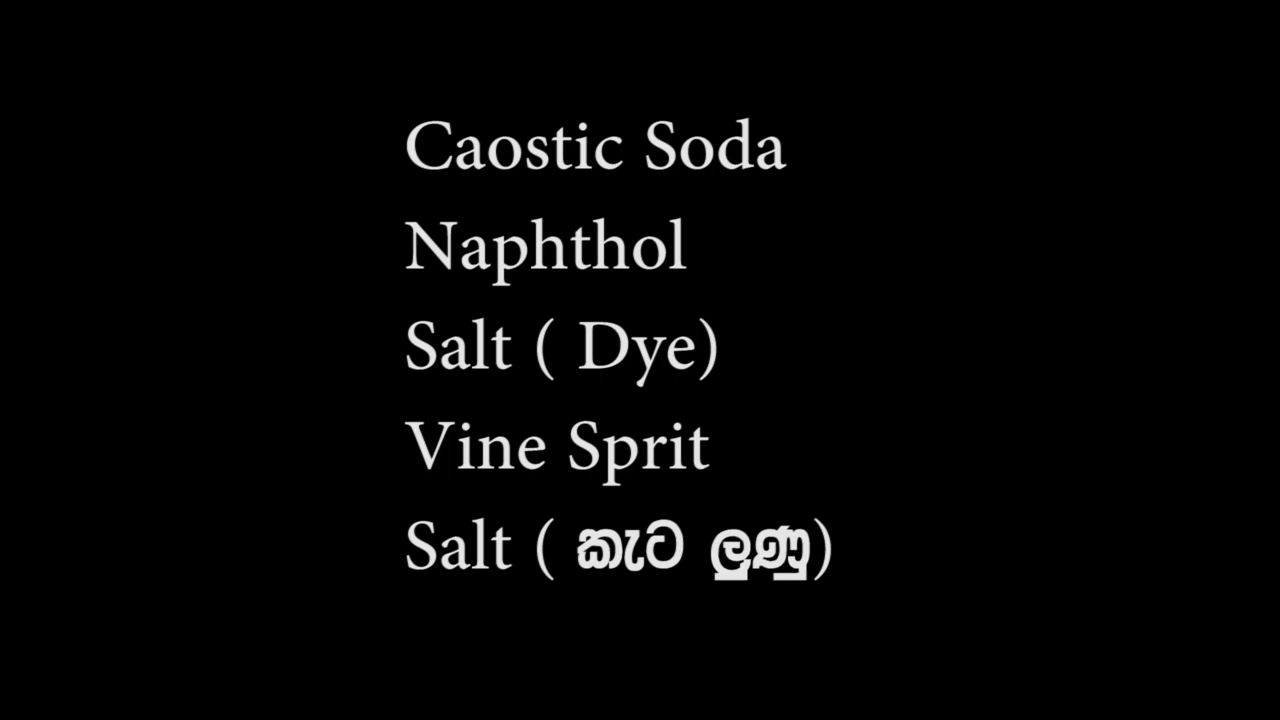 Caostic Soda
Naphthol
Salt ( Dye)
Vine Sprit
Salt ( කැට ලුණු)